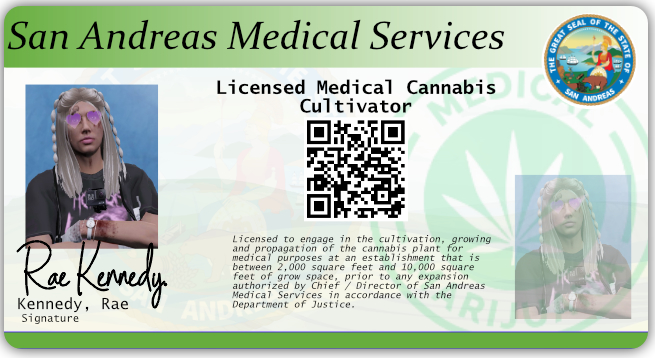 San Andreas Medical Services
THE GREAT SEAL OF THE STATE OF
SAN ANDREAS
Licensed Medical Cannabis
Cultivator
MEDICAL
Licensed to engage in the cultivation, growing
and propagation of the cannabis plant for
medical purposes at an establishment that is
between 2,000 square feet and 10,000 square
feet of grow space, prior to any expansion
authorized by Chief / Director of San Andreas
Medical Services in accordance with the
Department of Justice.
Rae Kennedy.
Kennedy, Rae
Signature